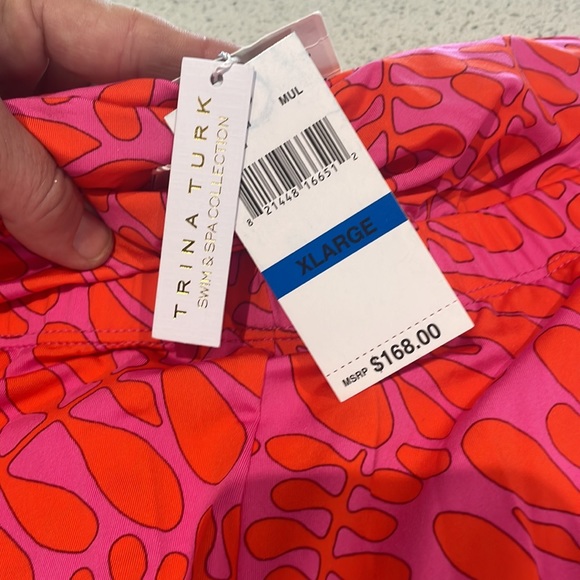 TRINA TURK
SWIM & SPA COLLECTION
MUL
8 21448 16651 2
XLARGE
MSRP $168.00